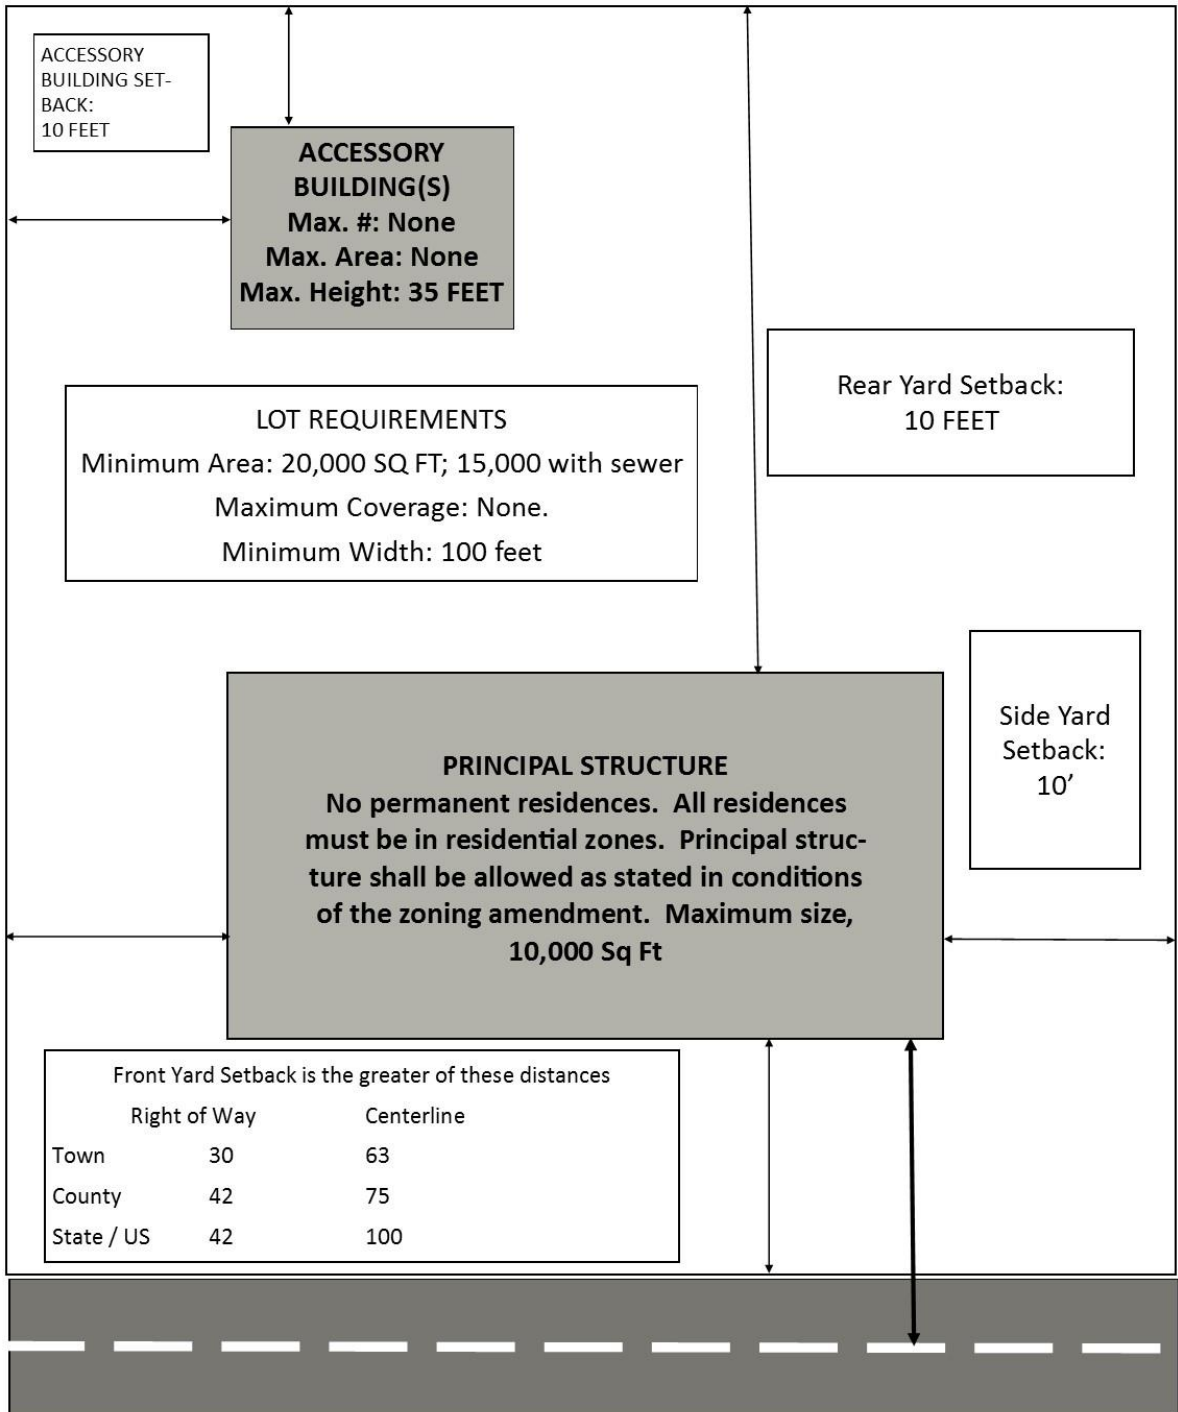 ACCESSORY
BUILDING SET-
BACK:
10 FEET
ACCESSORY
BUILDING(S)
Max. #: None
Max. Area: None
Max. Height: 35 FEET
Rear Yard Setback:
10 FEET
LOT REQUIREMENTS
Minimum Area: 20,000 SQ FT; 15,000 with sewer
Maximum Coverage: None.
Minimum Width: 100 feet
Side Yard
Setback:
10’
PRINCIPAL STRUCTURE
No permanent residences. All residences
must be in residential zones. Principal struc-
ture shall be allowed as stated in conditions
of the zoning amendment. Maximum size,
10,000 Sq Ft
Front Yard Setback is the greater of these distances
Right of Way Centerline
Town 30 63
County 42 75
State / US 42 100